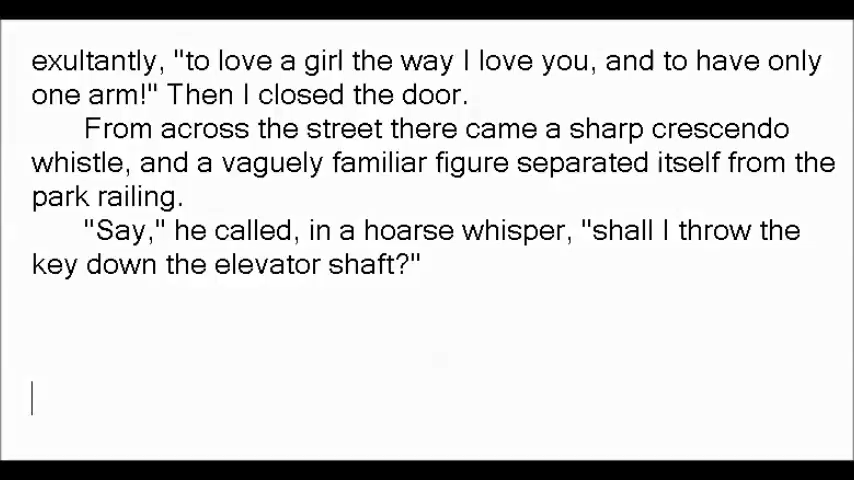 exultantly, "to love a girl the way I love you, and to have only
one arm!" Then I closed the door.
From across the street there came a sharp crescendo
whistle, and a vaguely familiar figure separated itself from the
park railing.
"Say," he called, in a hoarse whisper, "shall I throw the
key down the elevator shaft?"